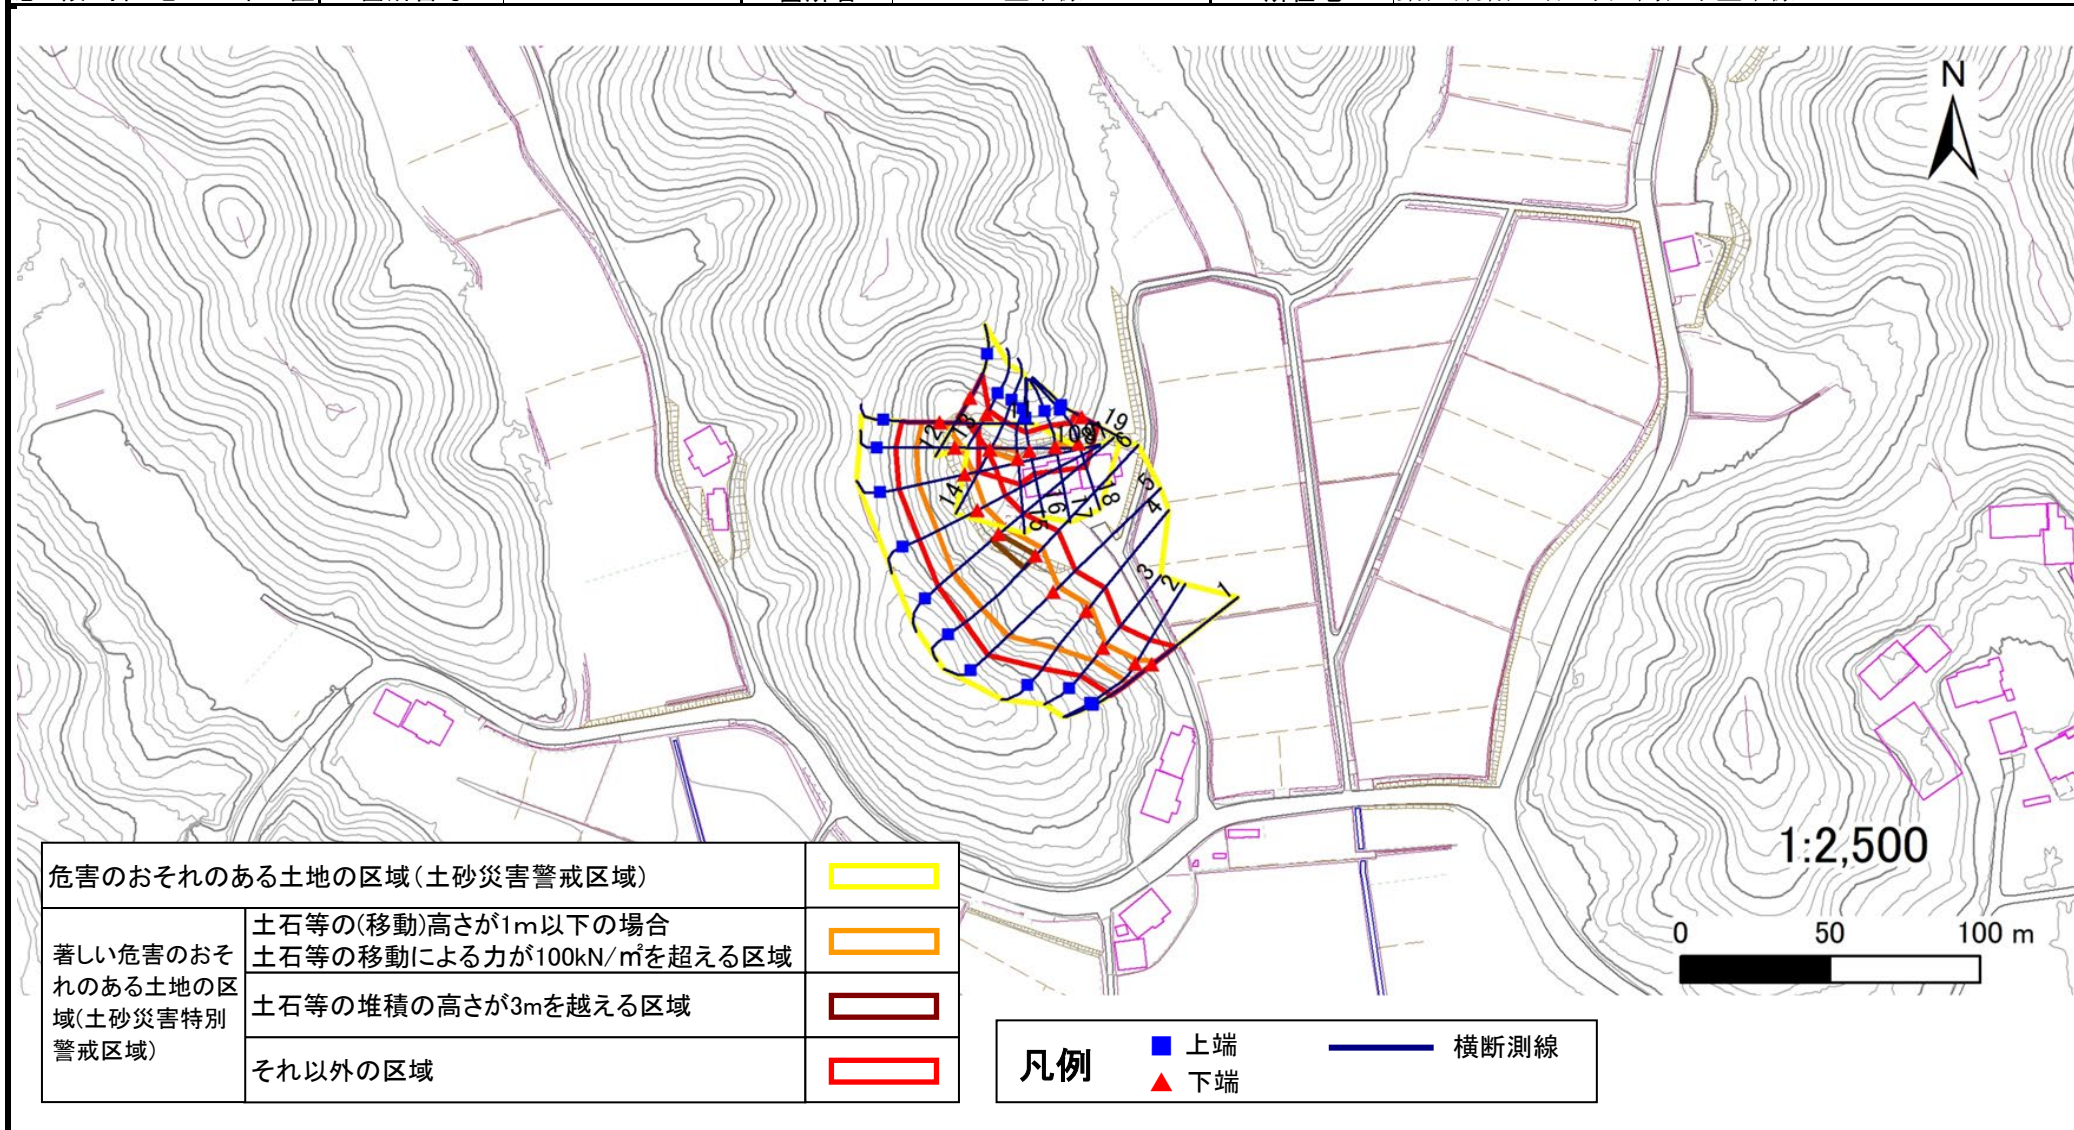 N
19
12
13
14
5
4
16
17
18
15
3
2
1
1:2,500
0 50 100 m
危害のおそれのある土地の区域（土砂災害警戒区域）
著しい危害のおそ
れのある土地の区
域(土砂災害特別
警戒区域)
土石等の(移動)高さが1m以下の場合
土石等の移動による力が100kN/㎡を超える区域
土石等の堆積の高さが3mを越える区域
それ以外の区域
凡例
上端
下端
横断測線